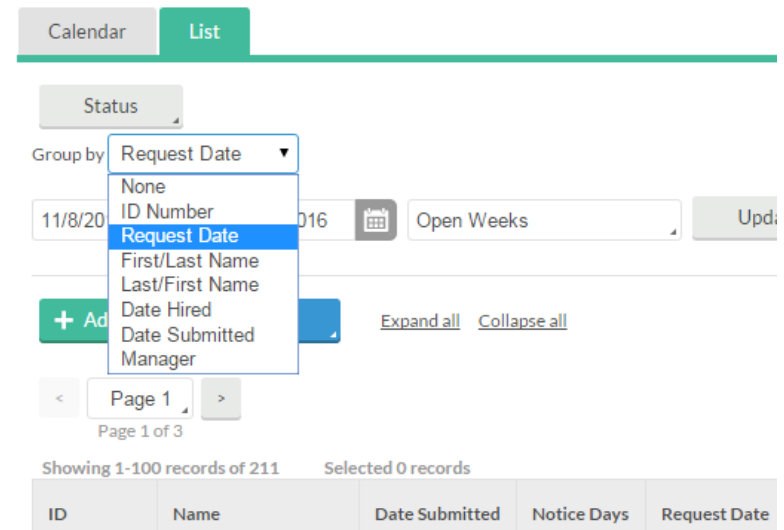 Calendar List
Status
Group by Request Date
None
ID Number
11/8/20 016 Open Weeks
Request Date
First/Last Name
Last/First Name
Date Hired
+ Ad Expand all Collapse all
Date Submitted
Manager
< Page 1 >
Page 1 of 3
Showing 1-100 records of 211 Selected 0 records
ID Name Date Submitted Notice Days Request Date